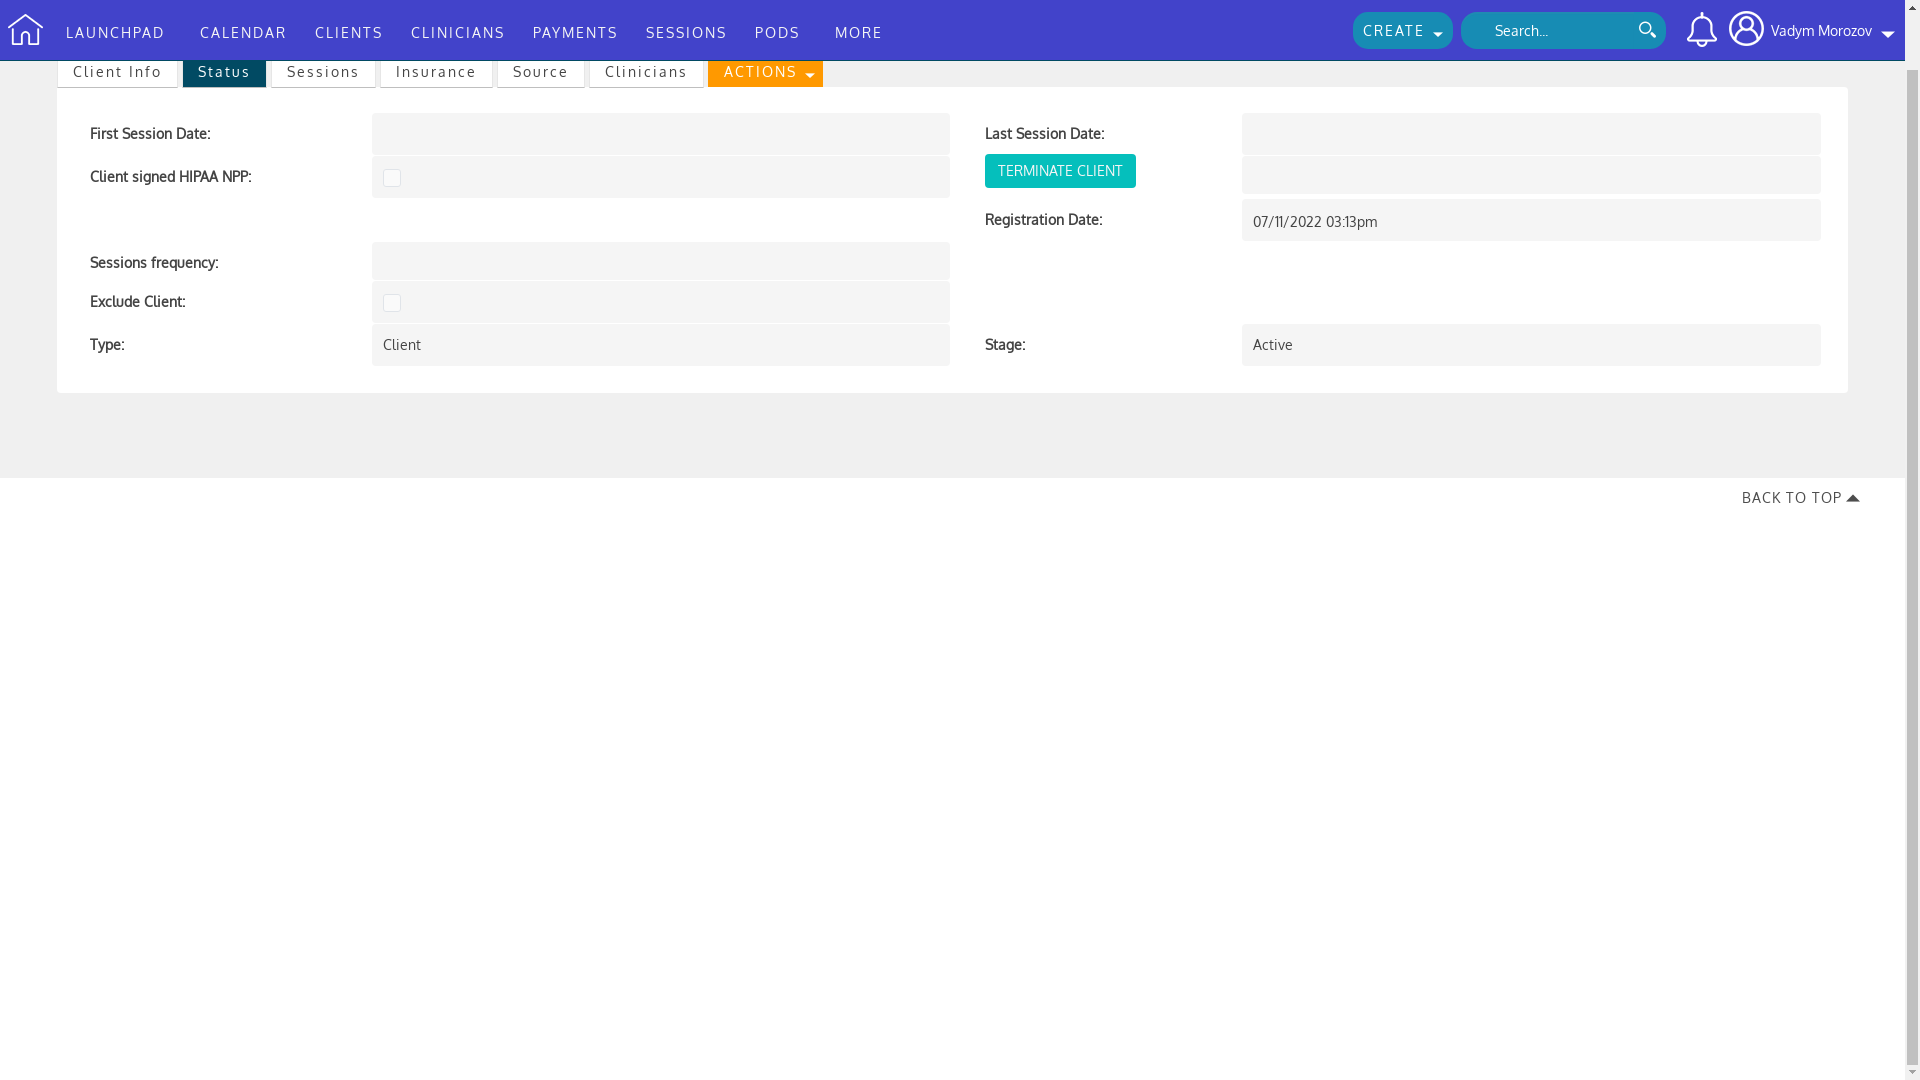 LAUNCHPAD CALENDAR CLIENTS CLINICIANS PAYMENTS SESSIONS PODS MORE CREATE Search... Vadym Morozov
Client Info Status Sessions Insurance Source Clinicians ACTIONS
First Session Date: Last Session Date:
Client signed HIPAA NPP: TERMINATE CLIENT
Registration Date: 07/11/2022 03:13pm
Sessions frequency:
Exclude Client:
Type: Client Stage: Active
BACK TO TOP